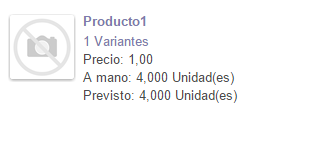 Producto1
1 Variantes
Precio: 1,00
A mano: 4,000 Unidad(es)
Previsto: 4,000 Unidad(es)